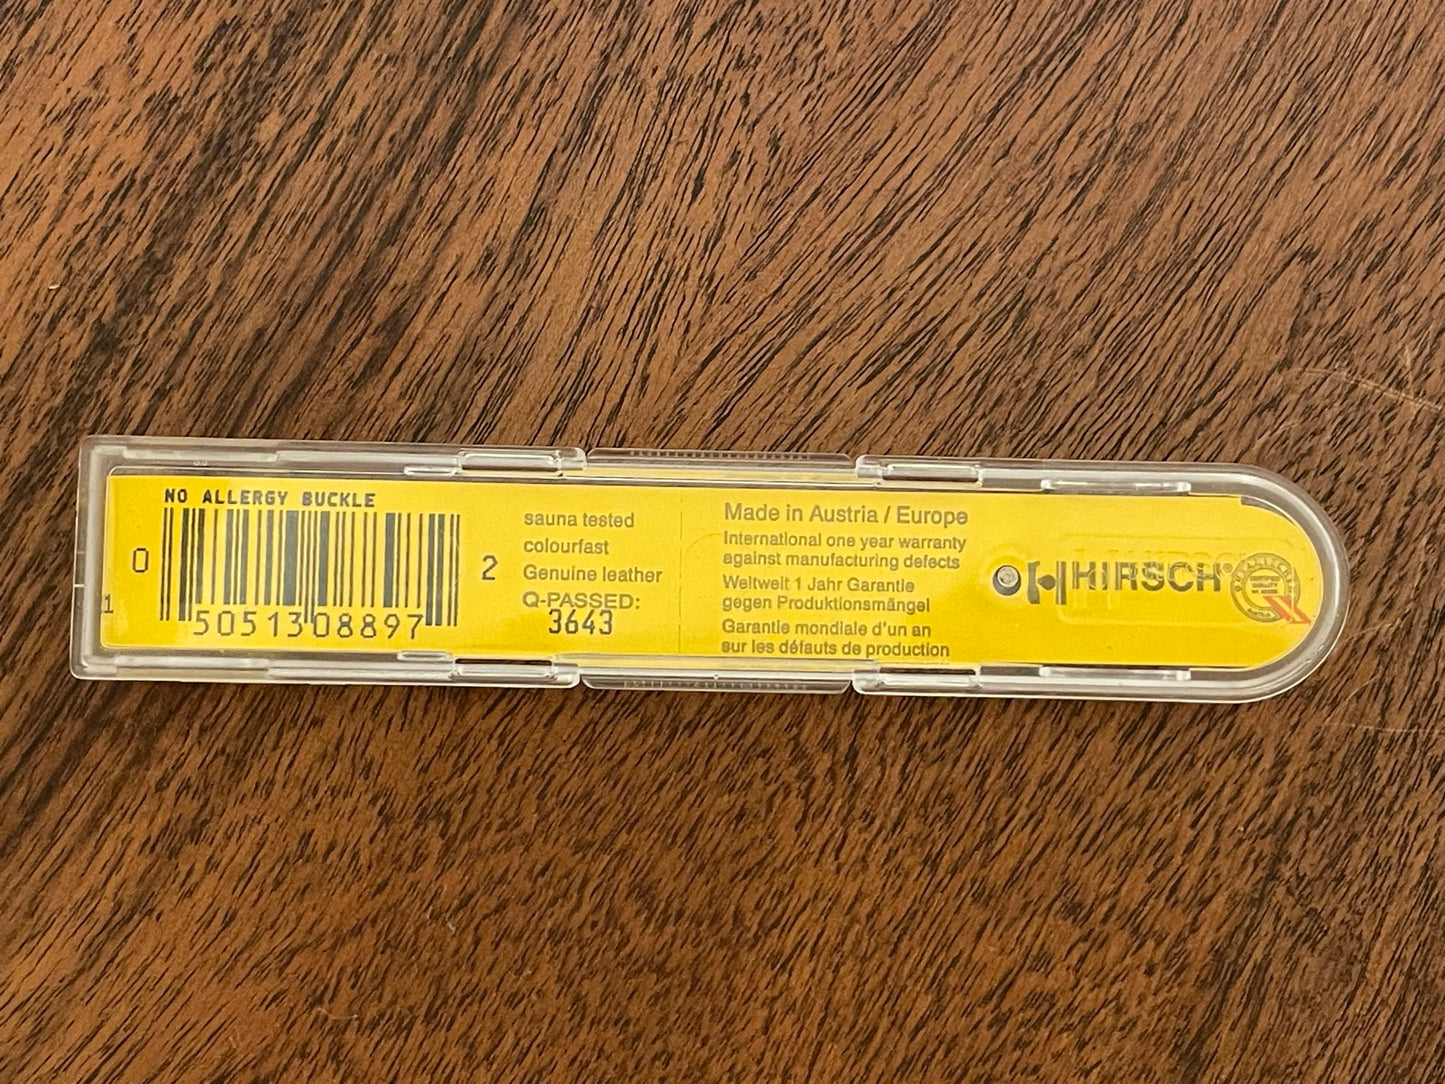 NO ALLERGY BUCKLE
0 50513 08897 2
1
sauna tested
colourfast
Genuine leather
Q-PASSED:
3643
Made in Austria / Europe
International one year warranty
against manufacturing defects
Weltweit 1 Jahr Garantie
gegen Produktionsmängel
Garantie mondiale d'un an
sur les défauts de production
HIRSCH®